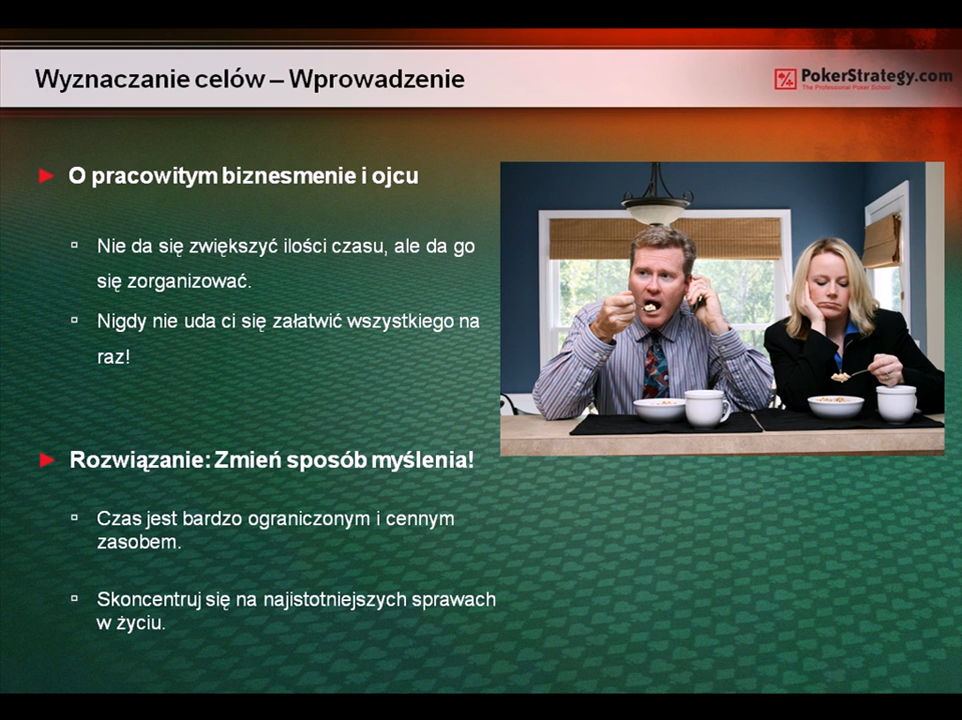 Wyznaczanie celów – Wprowadzenie
PokerStrategy.com
The Professional Poker School
O pracowitym biznesmenie i ojcu
Nie da się zwiększyć ilości czasu, ale da go
się zorganizować.
Nigdy nie uda ci się załatwić wszystkiego na
raz!
Rozwiązanie: Zmień sposób myślenia!
Czas jest bardzo ograniczonym i cennym
zasobem.
Skoncentruj się na najistotniejszych sprawach
w życiu.